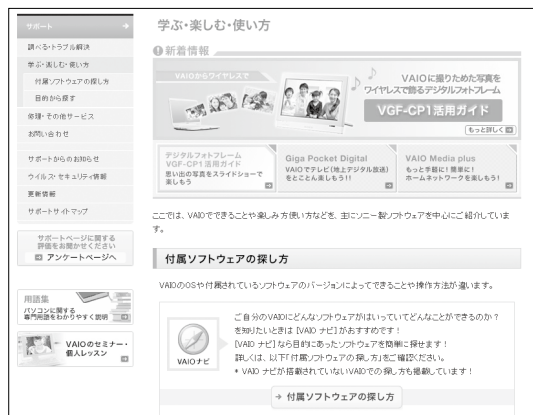 サポート
調べる・トラブル解決
学ぶ・楽しむ・使い方
付属ソフトウェアの探し方
目的から探す
修理・その他サービス
お問い合わせ
サポートからのお知らせ
ウイルス・セキュリティ情報
更新情報
サポートサイトマップ
サポートページに関する
評価をお聞かせください
アンケートページへ
用語集
パソコンに関する
専門用語をわかりやすく説明
VAIOのセミナー・
個人レッスン
学ぶ・楽しむ・使い方
新着情報
VAIOからワイヤレスで
VAIOに撮りためた写真を
ワイヤレスで飾るデジタルフォトフレーム
VGF-CP1活用ガイド
もっと詳しく
デジタルフォトフレーム
VGF-CP1 活用ガイド
思い出の写真をスライドショーで
楽しもう
Giga Pocket Digital
VAIOでテレビ(地上デジタル放送)
をとことん楽しもう!!
VAIO Media plus
もっと手軽に!簡単に!
ホームネットワークを楽しもう!
ここでは、VAIOでできることや楽しみ方使い方などを、主にソニー製ソフトウェアを中心にご紹介していま
す。
付属ソフトウェアの探し方
VAIOのOSや付属されているソフトウェアのバージョンによってできることや操作方法が違います。
VAIOナビ
ご自分のVAIOにどんなソフトウェアがはいっていてどんなことができるのか?
を知りたいときは [VAIO ナビ]がおすすめです!
[VAIO ナビ]なら目的にあったソフトウェアを簡単に探せます!
詳しくは、以下「付属ソフトウェアの探し方」をご確認ください。
* VAIO ナビが搭載されていないVAIOでの探し方も掲載しています!
付属ソフトウェアの探し方